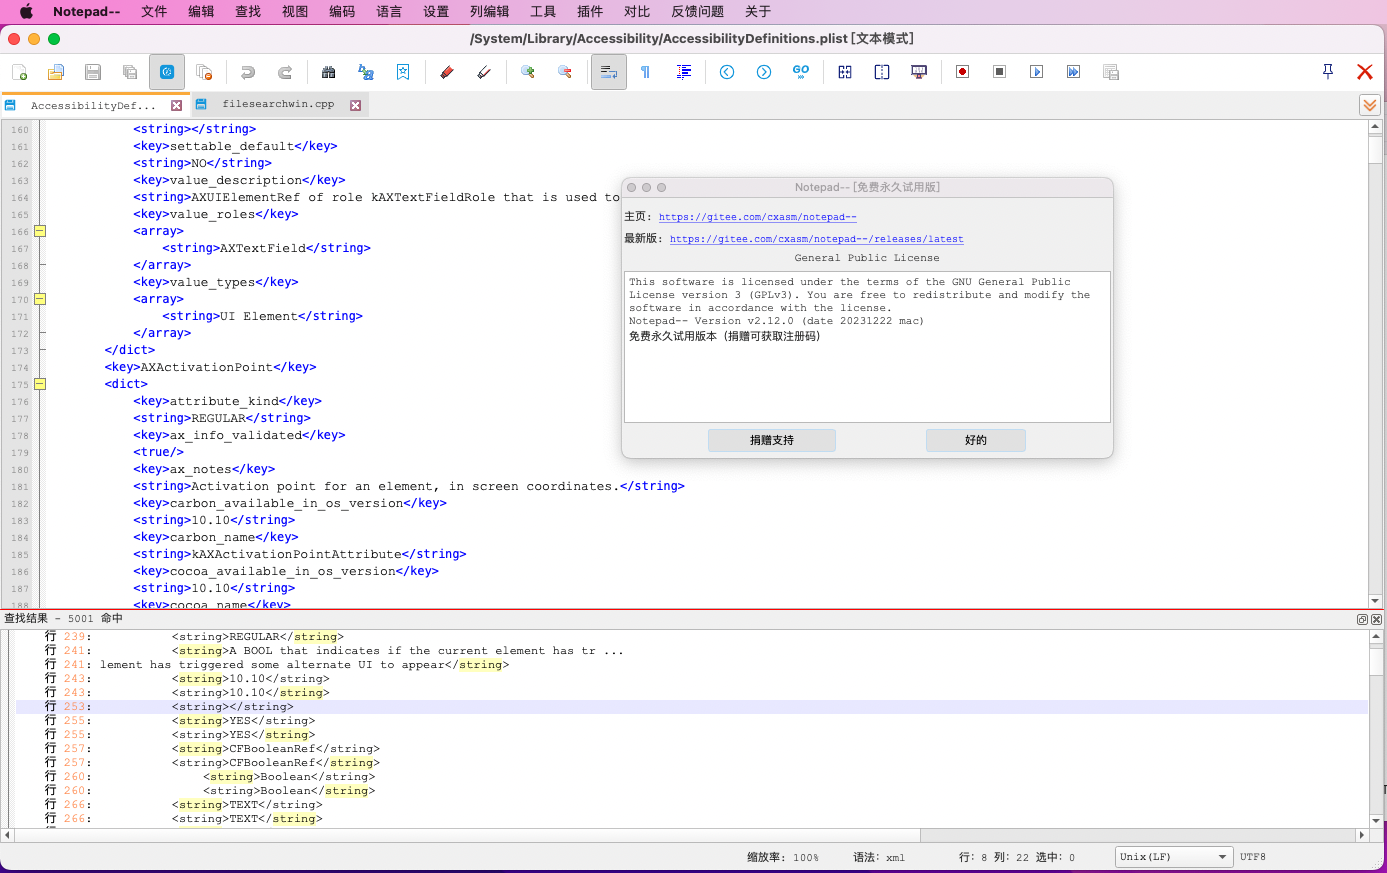 Notepad-- 文件 编辑 查找 视图 编码 语言 设置 列编辑 工具 插件 对比 反馈问题 关于
/System/Library/Accessibility/AccessibilityDefinitions.plist [文本模式]
AccessibilityDef... filesearchwin.cpp
160 <string></string>
161 <key>settable_default</key>
162 <string>NO</string>
163 <key>value_description</key>
164 <string>AXUIElementRef of role kAXTextFieldRole that is used to
165 <key>value_roles</key>
166 <array>
167 <string>AXTextField</string>
168 </array>
169 <key>value_types</key>
170 <array>
171 <string>UI Element</string>
172 </array>
173 </dict>
174 <key>AXActivationPoint</key>
175 <dict>
176 <key>attribute_kind</key>
177 <string>REGULAR</string>
178 <key>ax_info_validated</key>
179 <true/>
180 <key>ax_notes</key>
181 <string>Activation point for an element, in screen coordinates.</string>
182 <key>carbon_available_in_os_version</key>
183 <string>10.10</string>
184 <key>carbon_name</key>
185 <string>kAXActivationPointAttribute</string>
186 <key>cocoa_available_in_os_version</key>
187 <string>10.10</string>
188 <key>cocoa_name</key>
Notepad-- [免费永久试用版]
主页: https://gitee.com/cxasm/notepad--
最新版: https://gitee.com/cxasm/notepad--/releases/latest
General Public License
This software is licensed under the terms of the GNU General Public
License version 3 (GPLv3). You are free to redistribute and modify the
software in accordance with the license.
Notepad-- Version v2.12.0 (date 20231222 mac)
免费永久试用版本（捐赠可获取注册码）
捐赠支持 好的
查找结果 - 5001 命中
行 239: <string>REGULAR</string>
行 241: <string>A BOOL that indicates if the current element has tr ...
行 241: lement has triggered some alternate UI to appear</string>
行 243: <string>10.10</string>
行 243: <string>10.10</string>
行 253: <string></string>
行 255: <string>YES</string>
行 255: <string>YES</string>
行 257: <string>CFBooleanRef</string>
行 257: <string>CFBooleanRef</string>
行 260: <string>Boolean</string>
行 260: <string>Boolean</string>
行 266: <string>TEXT</string>
行 266: <string>TEXT</string>
缩放率: 100% 语法: xml 行: 8 列: 22 选中: 0 Unix(LF) UTF8